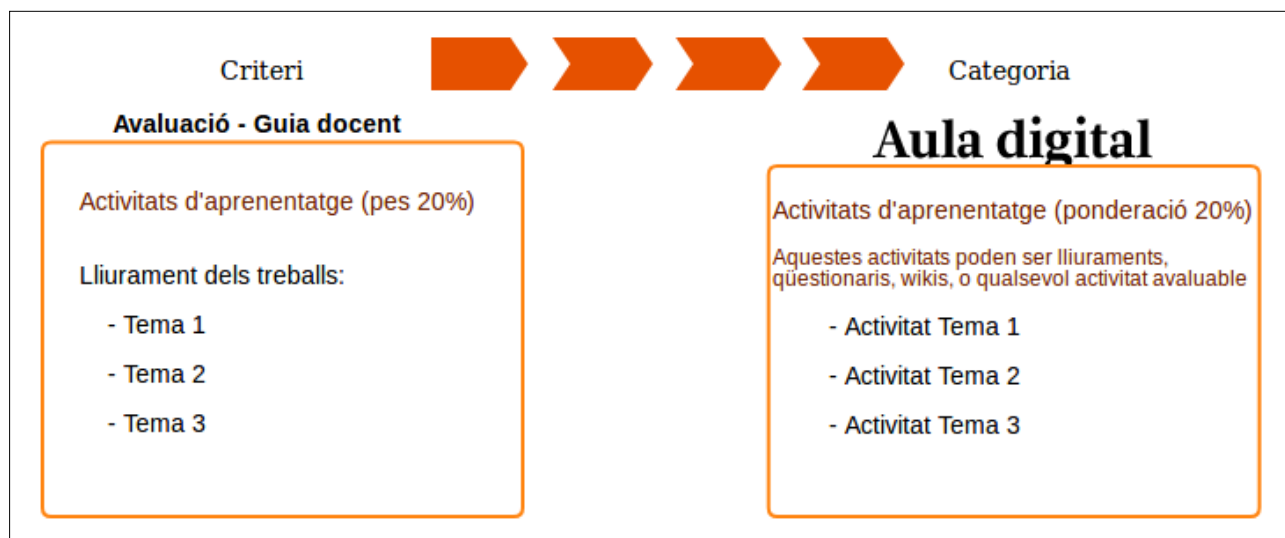 Criteri
Categoria
Avaluació - Guia docent
Activitats d'aprenentatge (pes 20%)
Lliurament dels treballs:
- Tema 1
- Tema 2
- Tema 3
Aula digital
Activitats d'aprenentatge (ponderació 20%)
Aquestes activitats poden ser lliuraments,
qüestionaris, wikis, o qualsevol activitat avaluable
- Activitat Tema 1
- Activitat Tema 2
- Activitat Tema 3